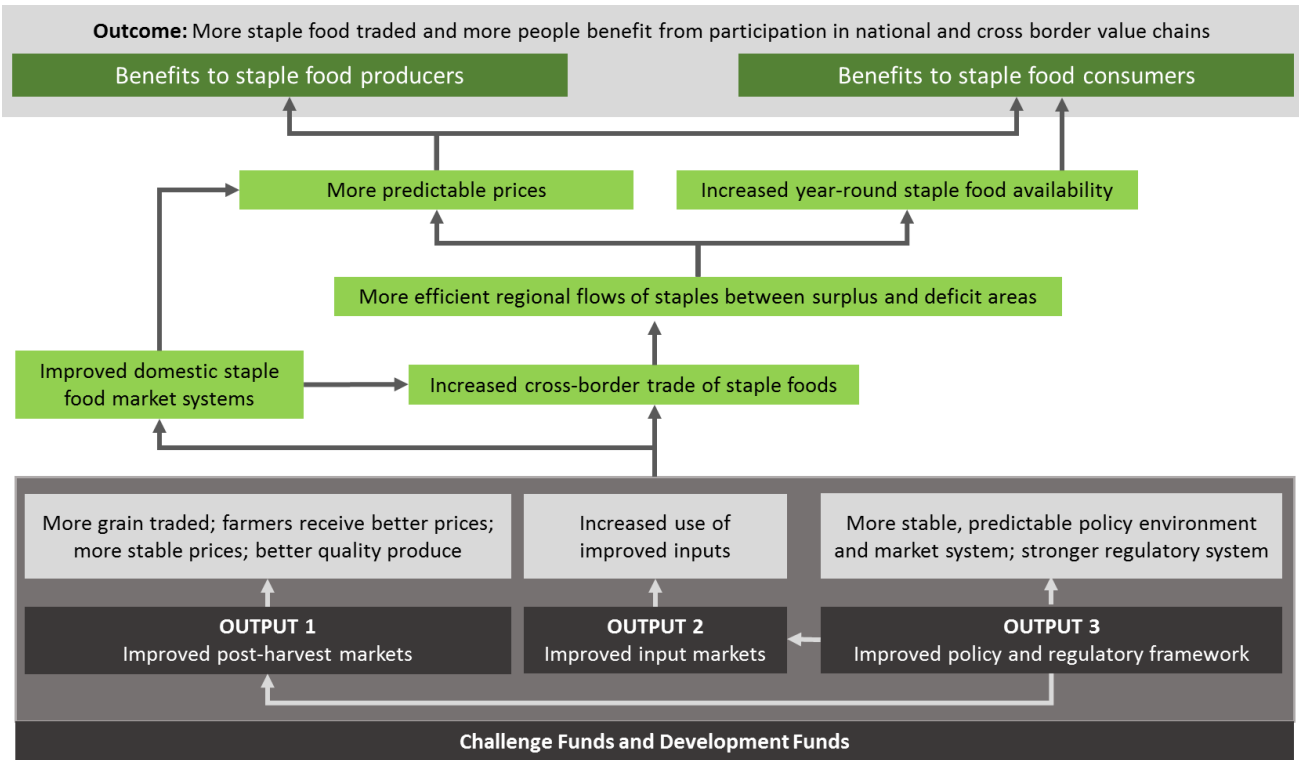 Outcome: More staple food traded and more people benefit from participation in national and cross border value chains
Benefits to staple food producers
Benefits to staple food consumers
More predictable prices
Increased year-round staple food availability
More efficient regional flows of staples between surplus and deficit areas
Improved domestic staple
food market systems
Increased cross-border trade of staple foods
More grain traded; farmers receive better prices;
more stable prices; better quality produce
Increased use of
improved inputs
More stable, predictable policy environment
and market system; stronger regulatory system
OUTPUT 1
Improved post-harvest markets
OUTPUT 2
Improved input markets
OUTPUT 3
Improved policy and regulatory framework
Challenge Funds and Development Funds